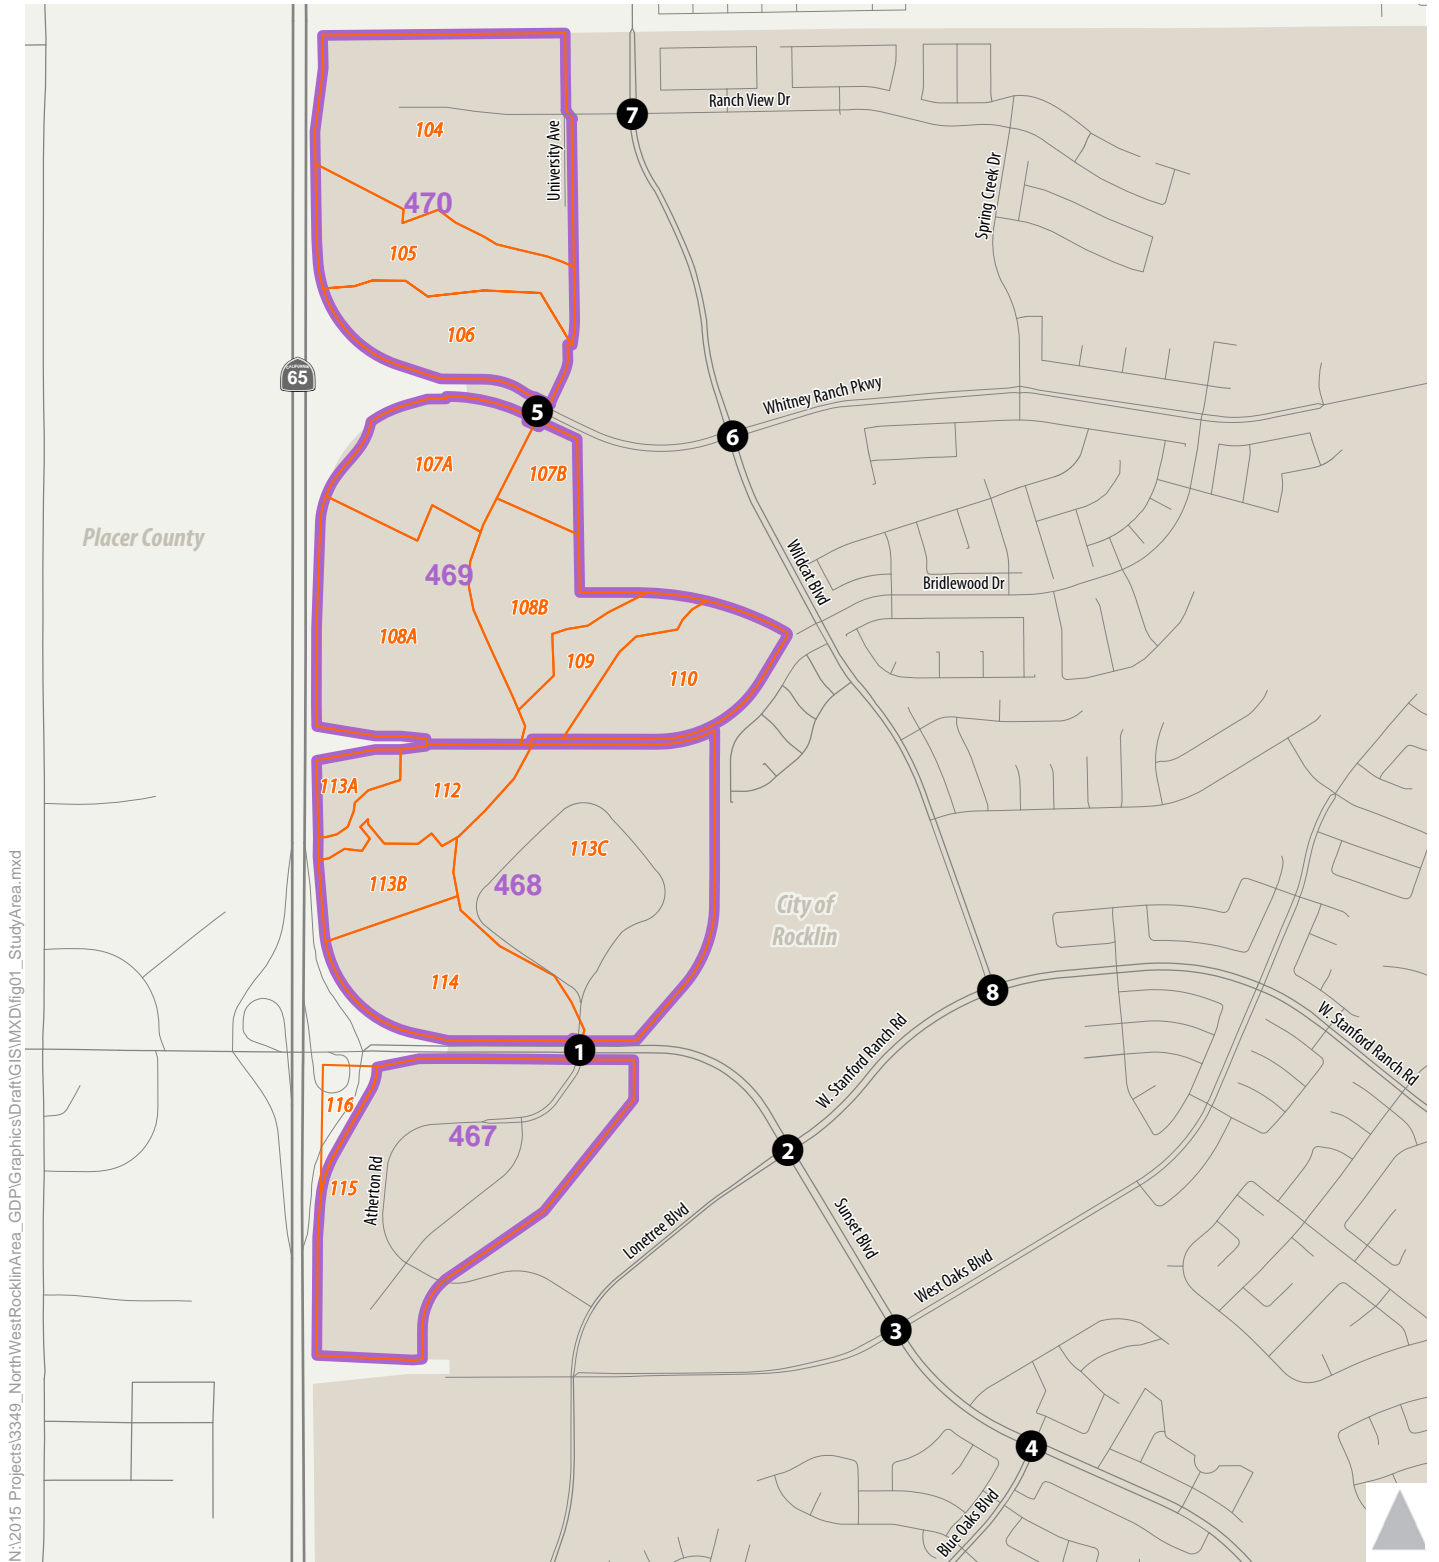 7
Ranch View Dr
104
University Ave
Spring Creek Dr
470
105
106
CALIFORNIA
65
5
Whitney Ranch Pkwy
6
107A
107B
Placer County
469
Wildcat Blvd
Bridlewood Dr
108B
108A
109
110
113A
112
113C
113B
468
City of
Rocklin
114
8
W. Stanford Ranch Rd
W. Stanford Ranch Rd
1
116
467
2
115
Atherton Rd
Lonetree Blvd
Sunset Blvd
West Oaks Blvd
3
4
Blue Oaks Blvd
N:\2015 Projects\3349_NorthWestRocklinArea_GDP\Graphics\Draft\GIS\MXD\fig01_StudyArea.mxd